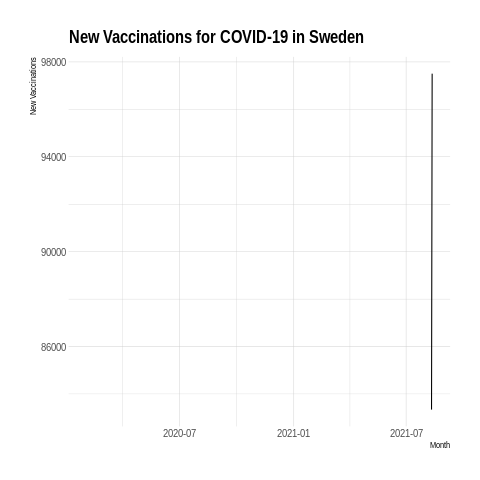 New Vaccinations for COVID-19 in Sweden
New Vaccinations
98000
94000
90000
86000
2020-07
2021-01
2021-07
Month